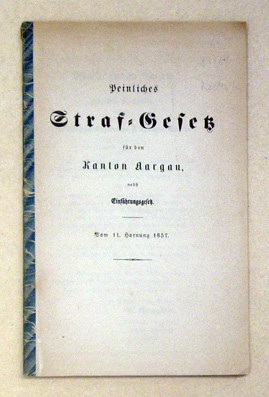 Peinliches
Straf-Gesetz
für den
Kanton Aargau,
nebst
Einführungsgesetz.
Vom 11. Hornung 1857.